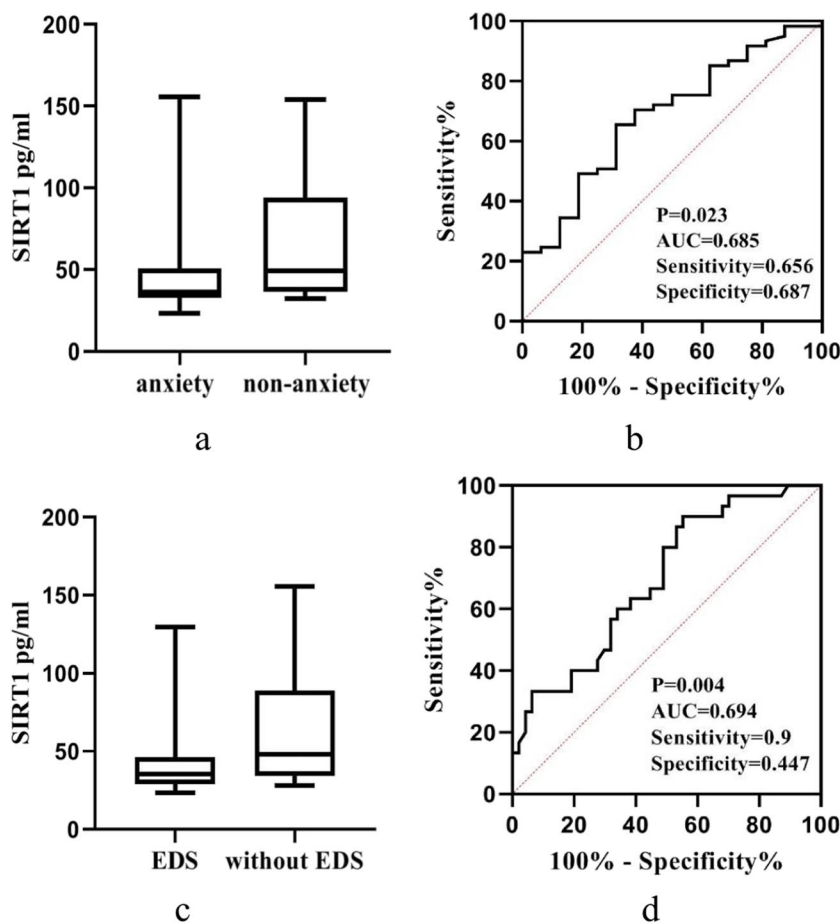 200
150
100
50
0
SIRT1 pg/ml
anxiety non-anxiety
a
100
80
60
40
20
0
Sensitivity%
P=0.023
AUC=0.685
Sensitivity=0.656
Specificity=0.687
0 20 40 60 80 100
100% - Specificity%
b
200
150
100
50
0
SIRT1 pg/ml
EDS without EDS
c
100
80
60
40
20
0
Sensitivity%
P=0.004
AUC=0.694
Sensitivity=0.9
Specificity=0.447
0 20 40 60 80 100
100% - Specificity%
d